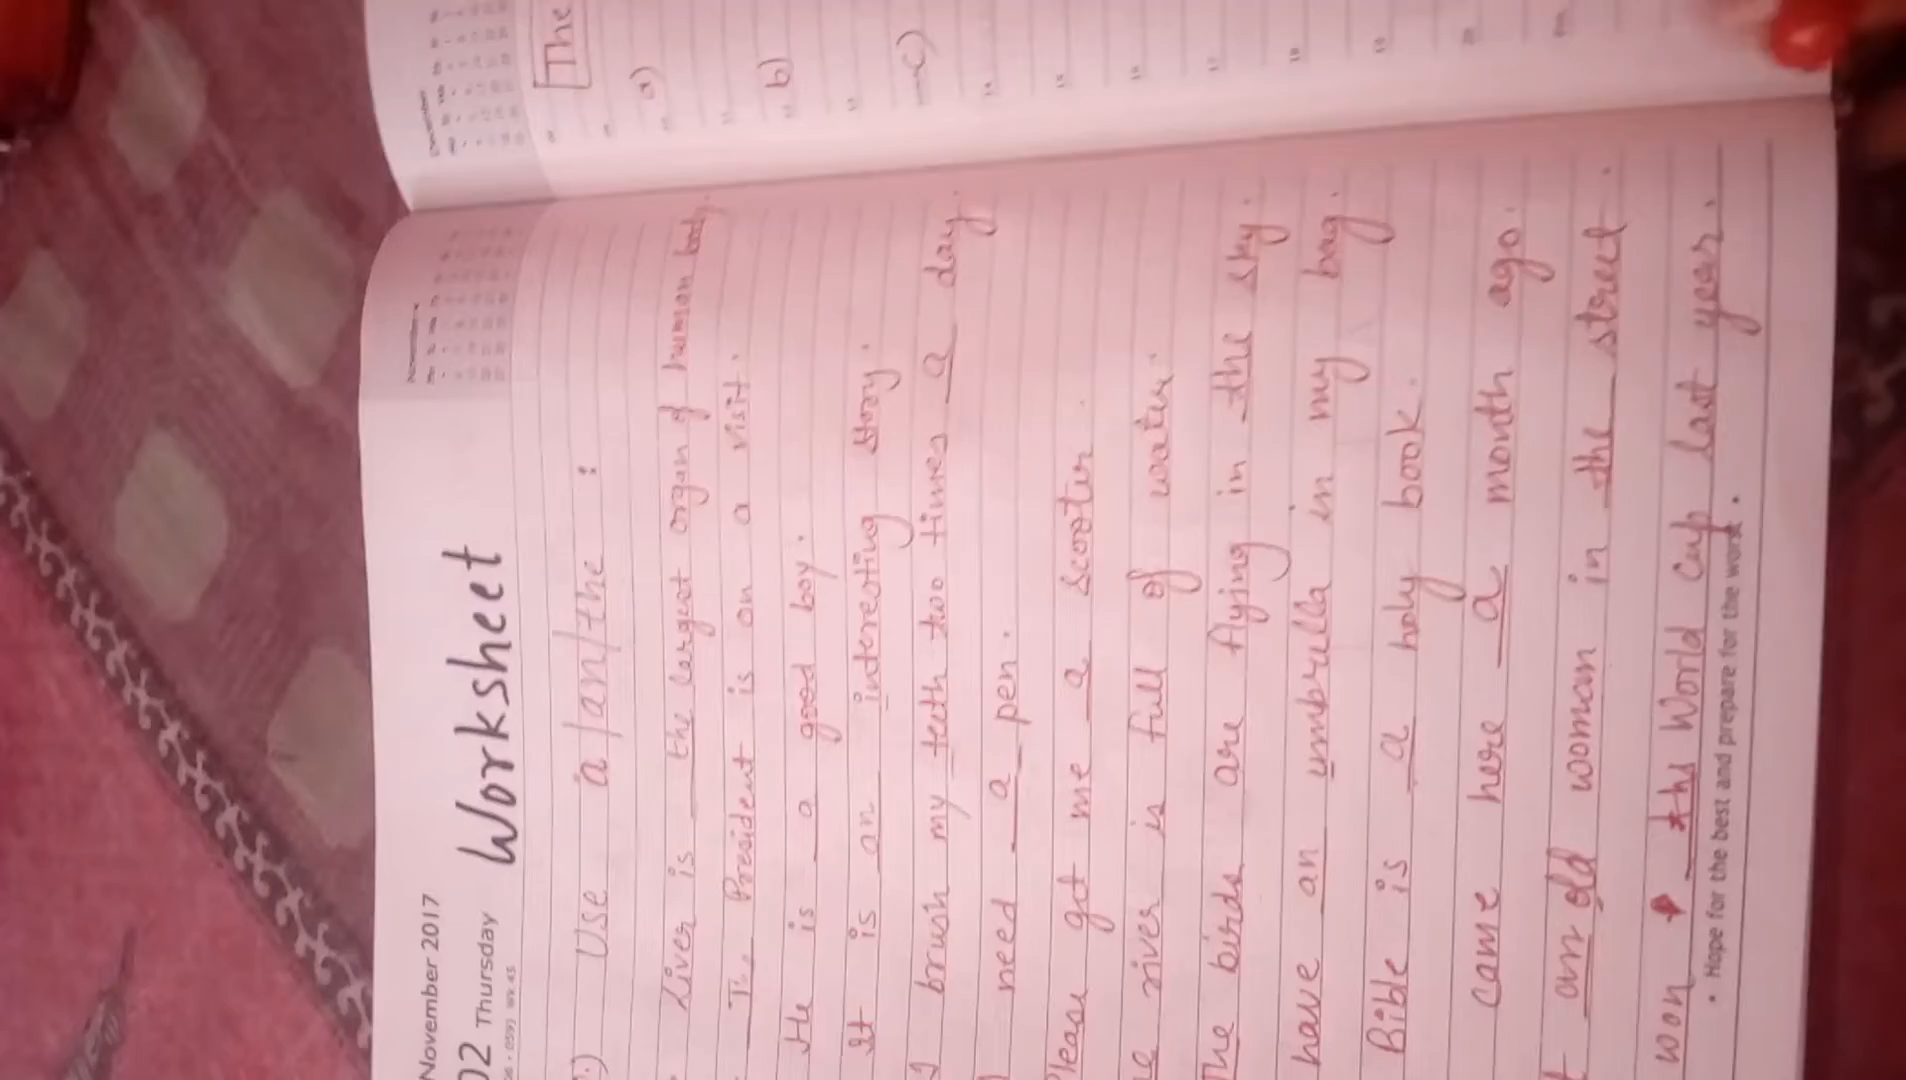 November 2017
02 Thursday Worksheet
Use a/an/the :
Liver is the largest organ of human body.
The President is on a visit.
He is a good boy.
It is an interesting story.
I brush my teeth two times a day.
need a pen.
Please get me a scooter.
river is full of water.
The birds are flying in the sky.
have an umbrella in my bag.
Bible is a holy book.
came here a month ago.
an old woman in the street.
won the World Cup last year.
• Hope for the best and prepare for the worst •
November
December
The
a)
b)
c)